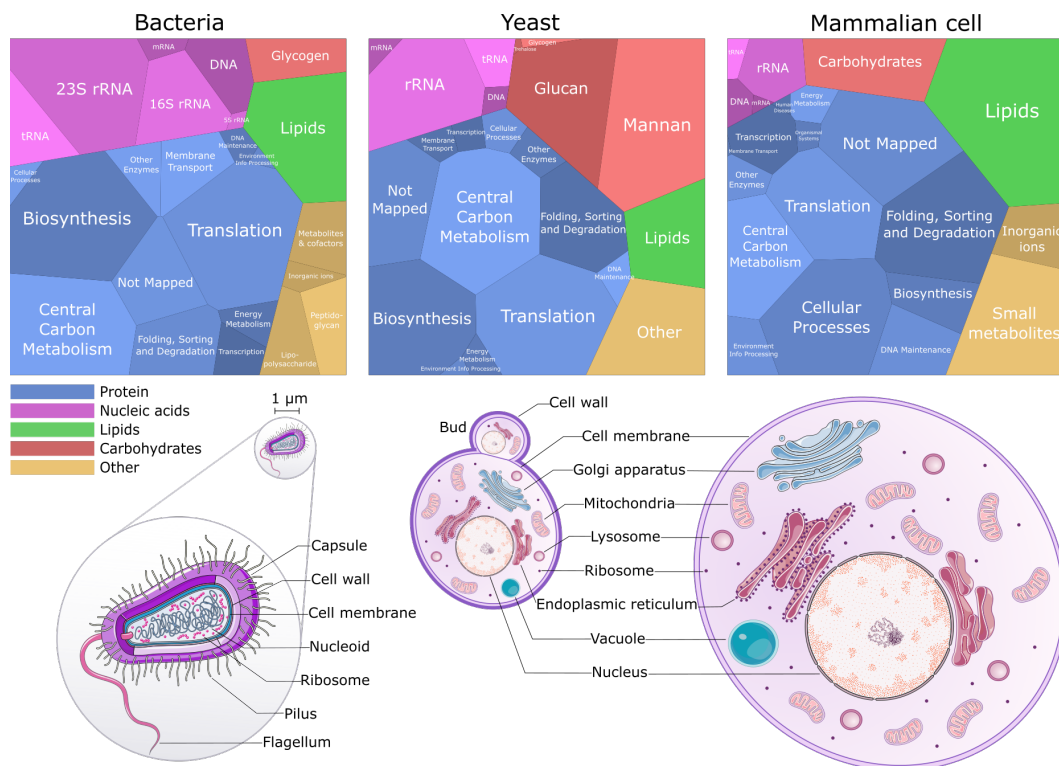 Bacteria
Yeast
Mammalian cell
mRNA
DNA
Glycogen
23S rRNA
16S rRNA
5S rRNA
tRNA
Lipids
Cellular
Processes
Other
Enzymes
Membrane
Transport
DNA
Maintenance
Environment
Info Processing
Biosynthesis
Translation
Metabolites
& cofactors
Not Mapped
Inorganic ions
Central
Carbon
Metabolism
Energy
Metabolism
Peptido-
glycan
Folding, Sorting
and Degradation
Transcription
Lipo-
polysaccharide
mRNA
Glycogen
Trehalose
tRNA
rRNA
Glucan
DNA
Mannan
Transcription
Membrane
Transport
Cellular
Processes
Other
Enzymes
Not
Mapped
Central
Carbon
Metabolism
Folding, Sorting
and Degradation
Lipids
DNA
Maintenance
Biosynthesis
Translation
Other
Energy
Metabolism
Environment Info Processing
tRNA
rRNA
Carbohydrates
DNA
mRNA
Human
Diseases
Energy
Metabolism
Lipids
Transcription
Membrane Transport
Organismal
Systems
Not Mapped
Other
Enzymes
Translation
Folding, Sorting
and Degradation
Central
Carbon
Metabolism
Inorganic
ions
Biosynthesis
Cellular
Processes
Small
metabolites
Environment
Info Processing
DNA Maintenance
Protein
Nucleic acids
Lipids
Carbohydrates
Other
1 µm
Capsule
Cell wall
Cell membrane
Nucleoid
Ribosome
Pilus
Flagellum
Bud
Cell wall
Cell membrane
Golgi apparatus
Mitochondria
Lysosome
Ribosome
Endoplasmic reticulum
Vacuole
Nucleus